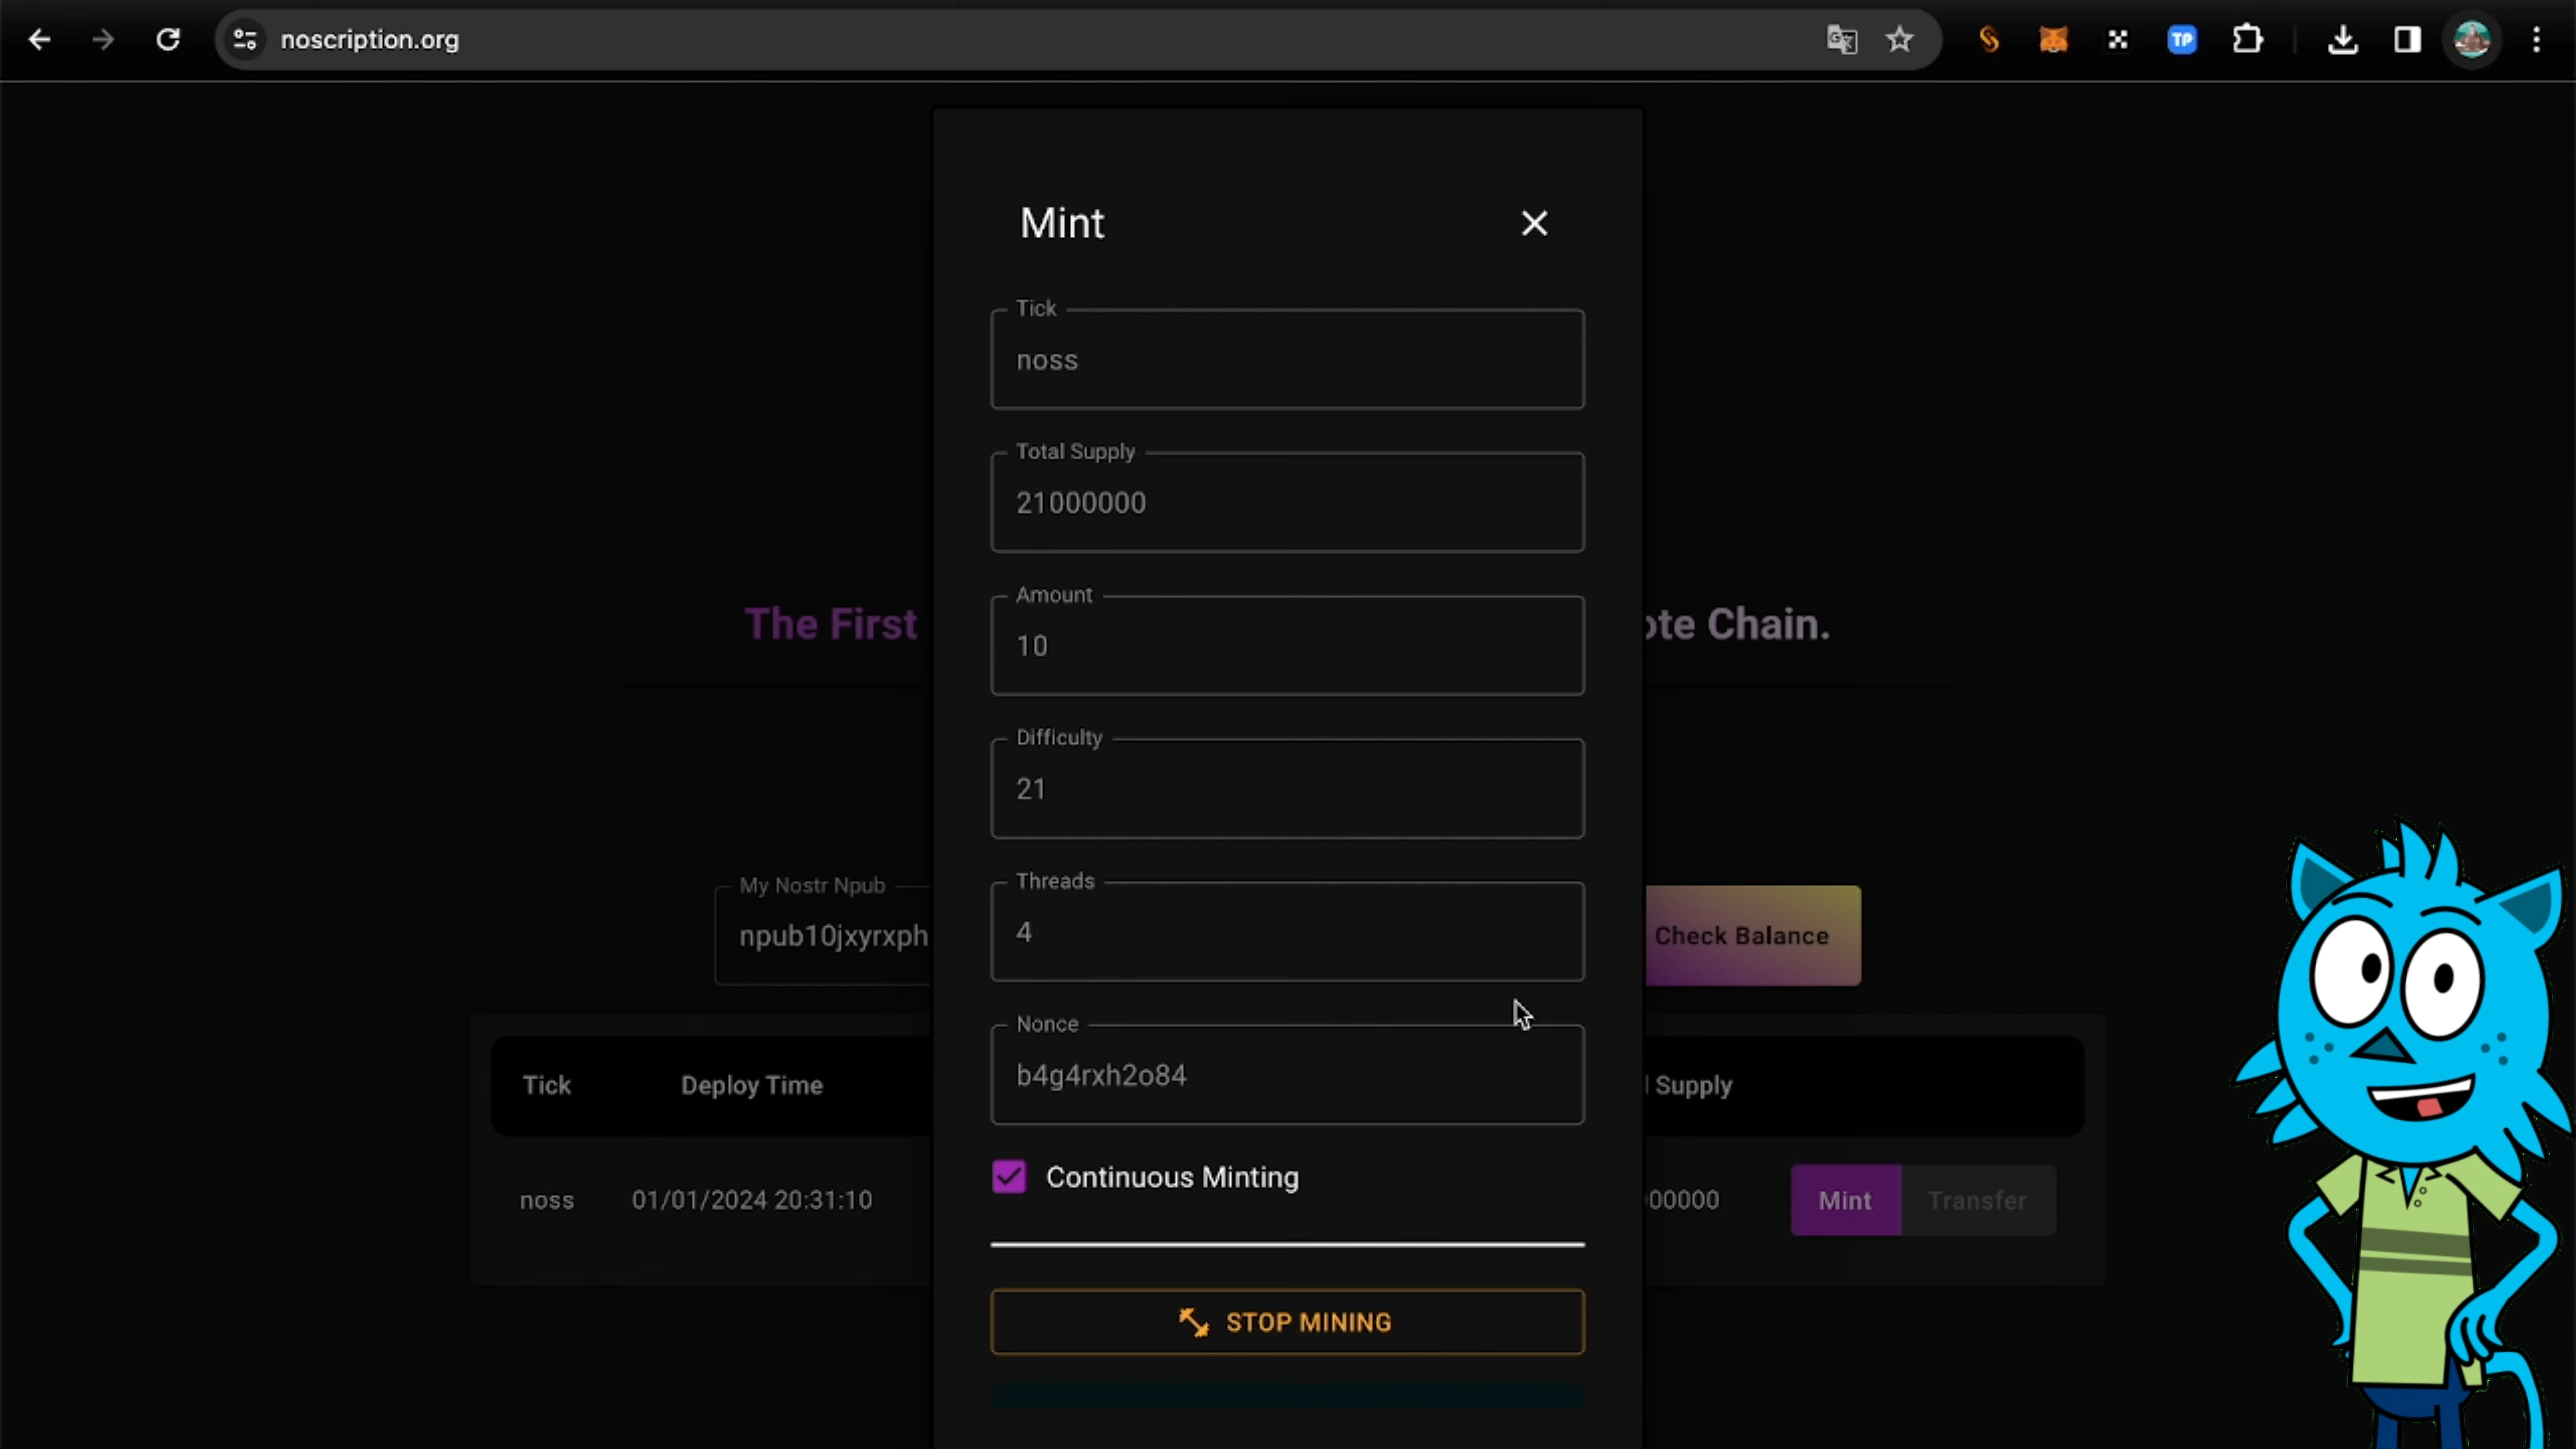 noscription.org
TP
Mint
Tick
noss
Total Supply
21000000
Amount
10
The First
Chain.
Difficulty
21
Threads
4
My Nostr Npub
npub10jxyrxph
Check Balance
Nonce
b4g4rxh2o84
Tick Deploy Time Supply
Continuous Minting
noss 01/01/2024 20:31:10 00000 Mint Transfer
STOP MINING